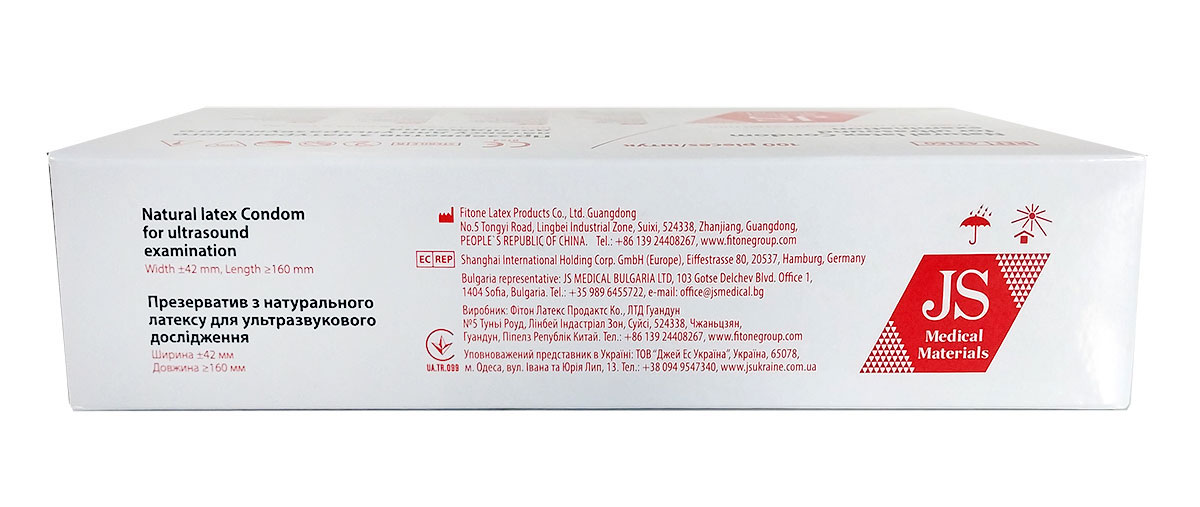 100 pieces/штук
Natural latex Condom
for ultrasound
examination
Width ±42 mm, Length ≥160 mm
Презерватив з натурального
латексу для ультразвукового
дослідження
Ширина ±42 мм
Довжина ≥160 мм
Fitone Latex Products Co., Ltd. Guangdong
No.5 Tongyi Road, Lingbei Industrial Zone, Suixi, 524338, Zhanjiang, Guangdong,
PEOPLE`S REPUBLIC OF CHINA. Tel.: +86 139 24408267, www.fitonegroup.com
EC REP Shanghai International Holding Corp. GmbH (Europe), Eiffestrasse 80, 20537, Hamburg, Germany
Bulgaria representative: JS MEDICAL BULGARIA LTD, 103 Gotse Delchev Blvd. Office 1,
1404 Sofia, Bulgaria. Tel.: +35 989 6455722, e-mail: office@jsmedical.bg
Виробник: Фітон Латекс Продактс Ко., ЛТД Гуандун
№5 Туньі Роуд, Лінбей Індастріал Зон, Суйсі, 524338, Чжаньцзян,
Гуандун, Піпелз Републік Китай. Тел.: +86 139 24408267, www.fitonegroup.com
UA.TR.099
Уповноважений представник в Україні: ТОВ "Джей Ес Україна", Україна, 65078,
м. Одеса, вул. Івана та Юрія Лип, 13. Тел.: +38 094 9547340, www.jsukraine.com.ua
JS
Medical
Materials